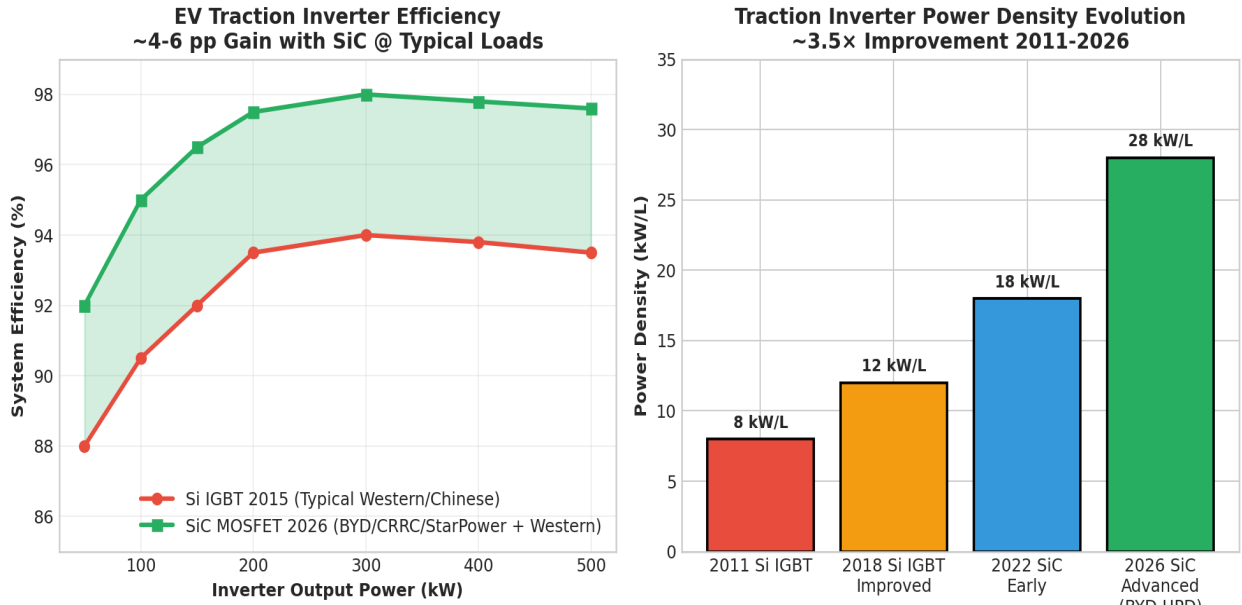 EV Traction Inverter Efficiency
~4-6 pp Gain with SiC @ Typical Loads
System Efficiency (%)
98
96
94
92
90
88
86
Si IGBT 2015 (Typical Western/Chinese)
SiC MOSFET 2026 (BYD/CRRC/StarPower + Western)
100
200
300
400
500
Inverter Output Power (kW)
Traction Inverter Power Density Evolution
~3.5× Improvement 2011-2026
Power Density (kW/L)
35
30
25
20
15
10
5
0
8 kW/L
12 kW/L
18 kW/L
28 kW/L
2011 Si IGBT
2018 Si IGBT
Improved
2022 SiC
Early
2026 SiC
Advanced